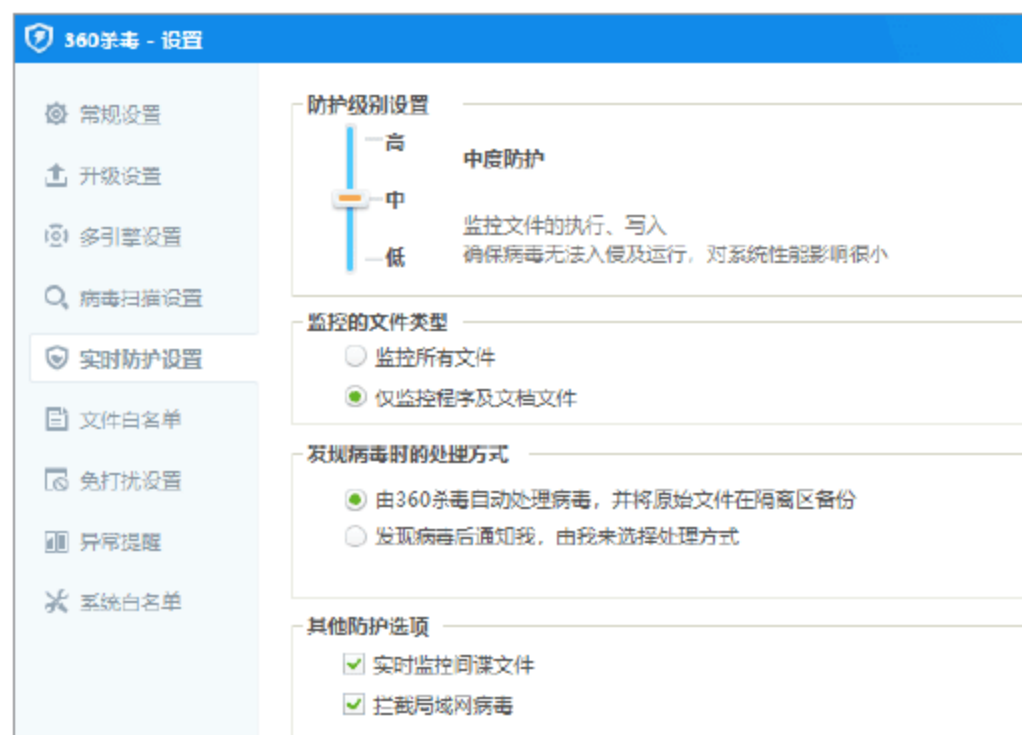 360杀毒 - 设置
常规设置
升级设置
多引擎设置
病毒扫描设置
实时防护设置
文件白名单
免打扰设置
异常提醒
系统白名单
防护级别设置
高
中度防护
中
监控文件的执行、写入
确保病毒无法入侵及运行，对系统性能影响很小
低
监控的文件类型
监控所有文件
仅监控程序及文档文件
发现病毒时的处理方式
由360杀毒自动处理病毒，并将原始文件在隔离区备份
发现病毒后通知我，由我来选择处理方式
其他防护选项
实时监控间谍文件
拦截局域网病毒